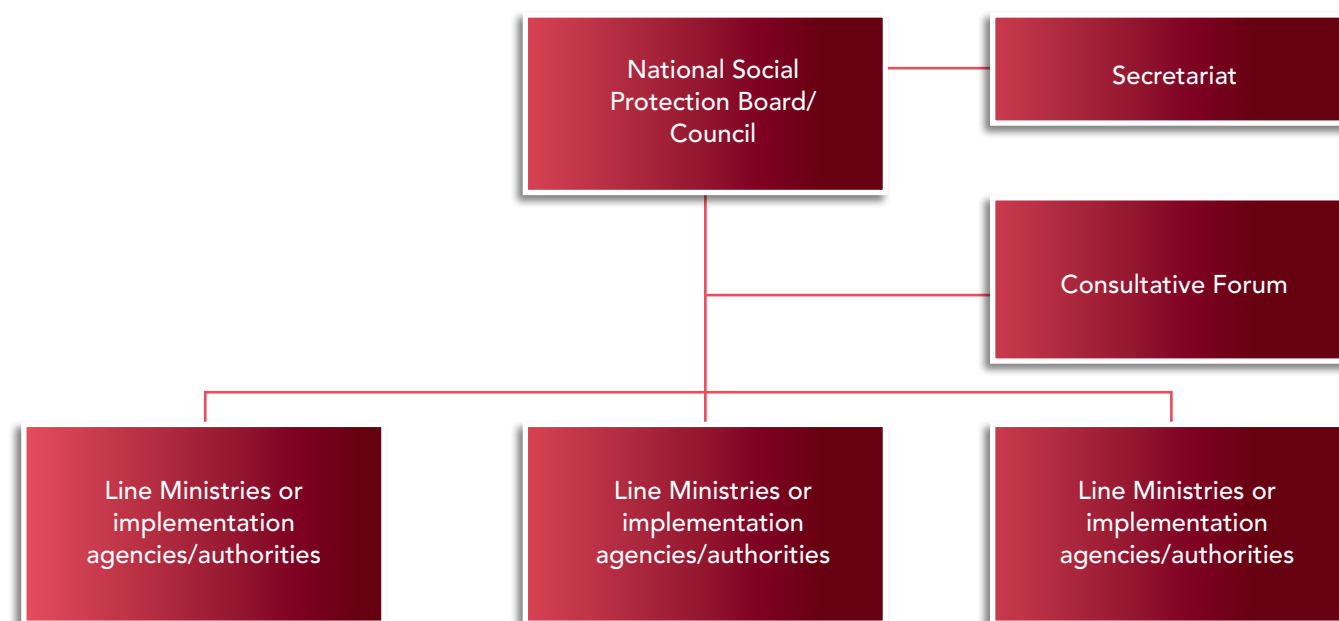 National Social
Protection Board/
Council
Secretariat
Consultative Forum
Line Ministries or
implementation
agencies/authorities
Line Ministries or
implementation
agencies/authorities
Line Ministries or
implementation
agencies/authorities